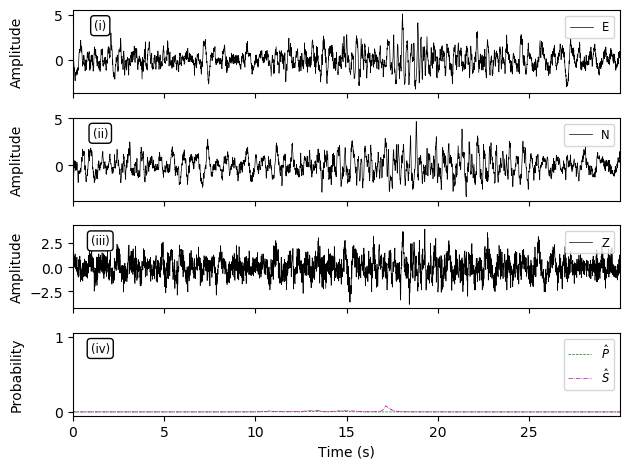 5
0
Amplitude
(i)
E
5
0
Amplitude
(ii)
N
2.5
0.0
−2.5
Amplitude
(iii)
Z
1
0
Probability
(iv)
P̂
Ŝ
0 5 10 15 20 25
Time (s)